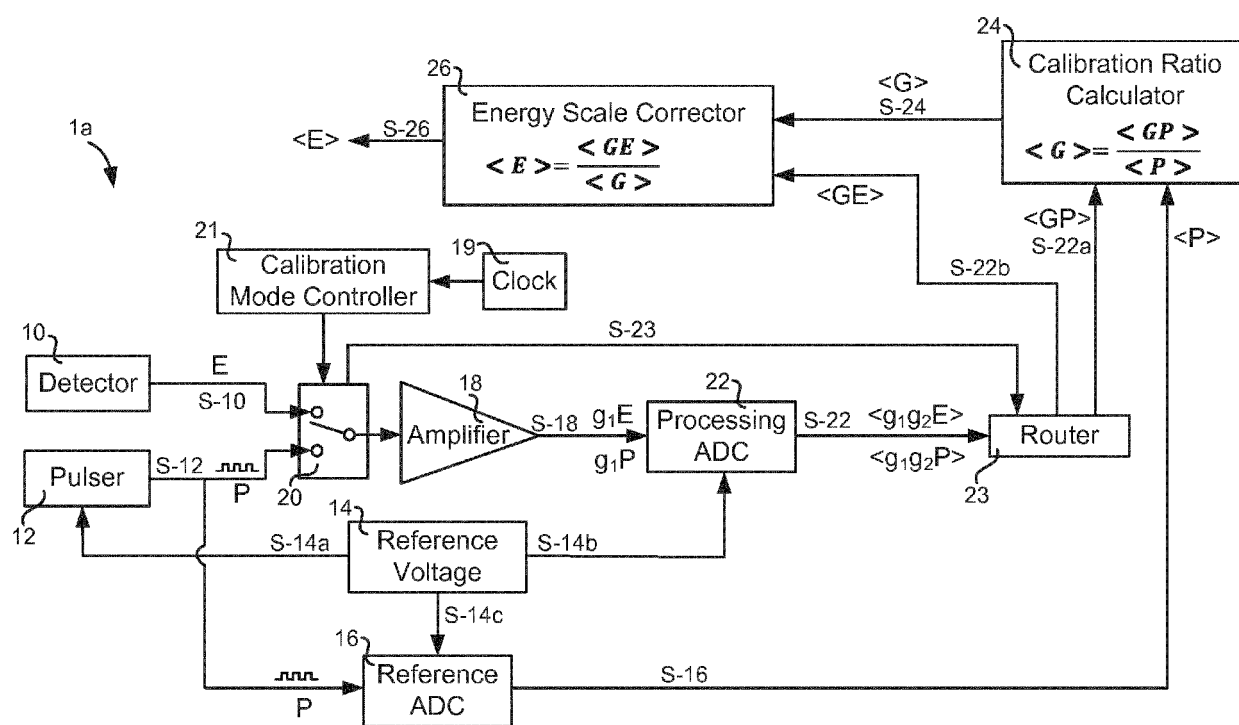 24
Calibration Ratio
Calculator
<G>= <GP>
<P>
26
Energy Scale Corrector
<E>= <GE>
<G>
<G>
S-24
<E>
S-26
1a
<GE>
<GP>
S-22a
<P>
S-22b
21
Calibration
Mode Controller
19
Clock
S-23
10
Detector
E
S-10
20
18
Amplifier
S-18
g₁E
g₁P
22
Processing
ADC
S-22
<g₁g₂E>
<g₁g₂P>
Router
23
Pulser
12
S-12
P
S-14a
14
Reference
Voltage
S-14b
S-14c
16
Reference
ADC
P
S-16